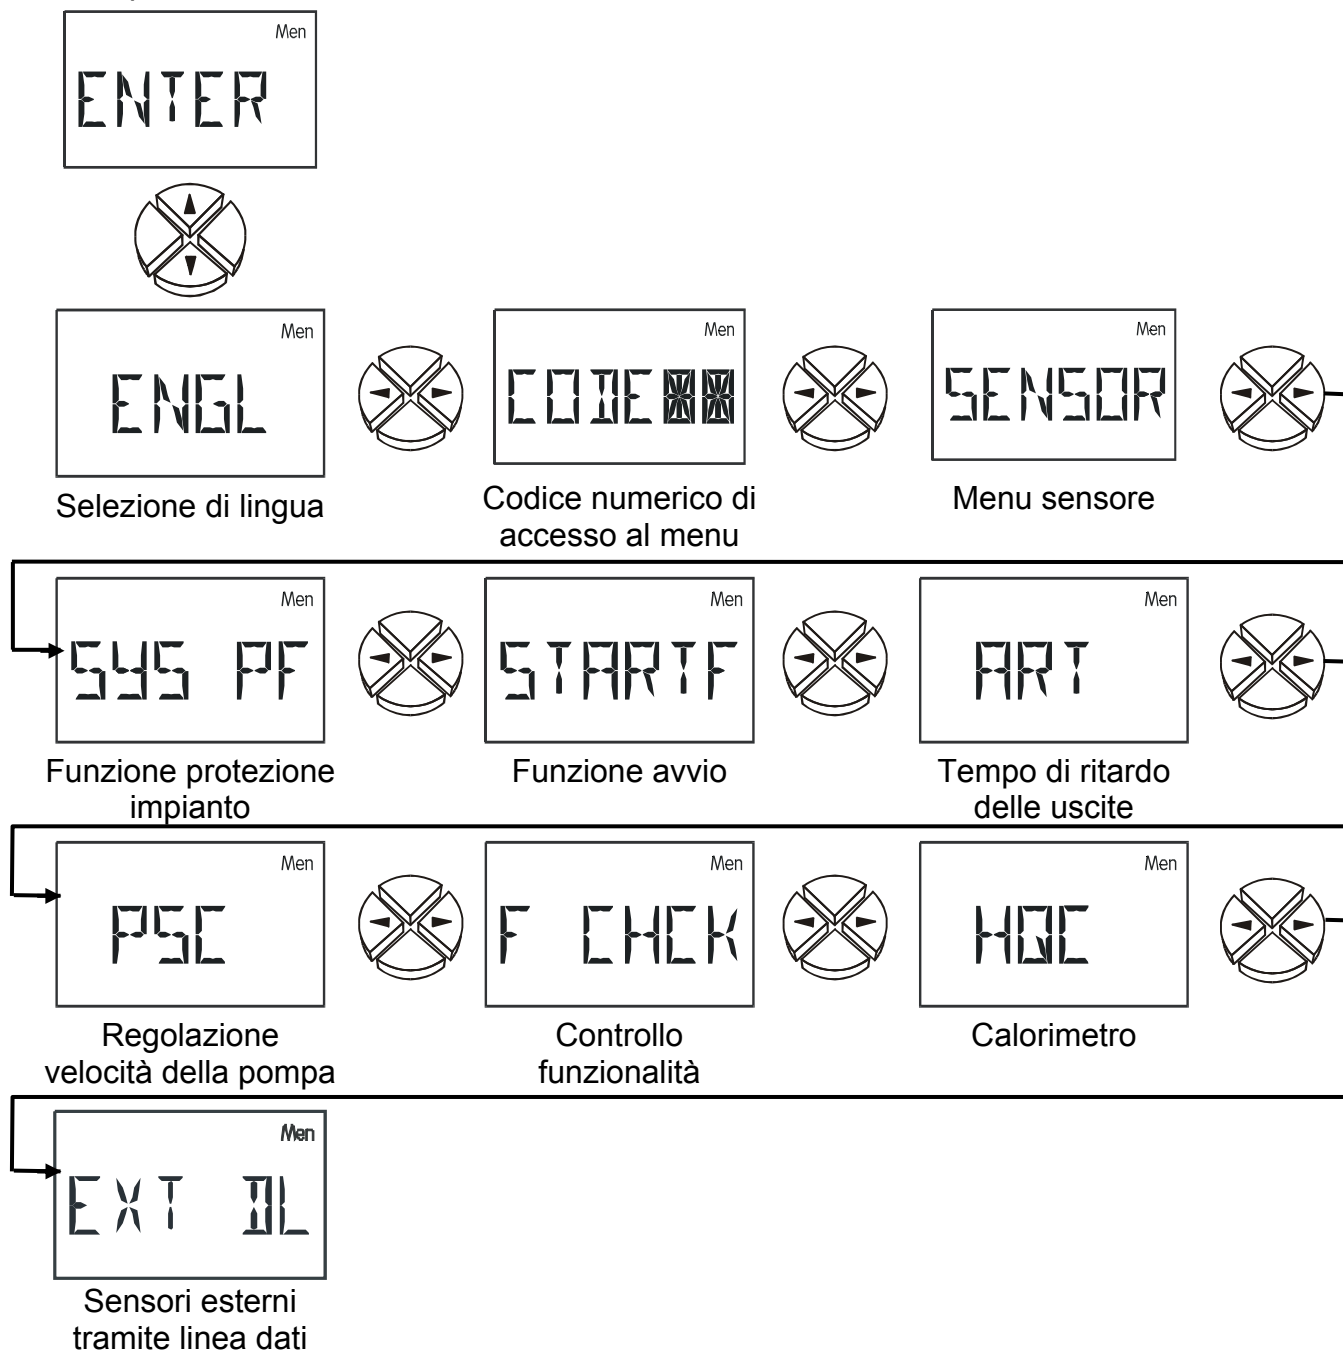 Men
ENTER
Men
ENGL
Men
CODE
Men
SENSOR
Selezione di lingua
Codice numerico di
accesso al menu
Menu sensore
Men
SYS PF
Men
STARTF
Men
ART
Funzione protezione
impianto
Funzione avvio
Tempo di ritardo
delle uscite
Men
PSC
Men
F CHCK
Men
HQC
Regolazione
velocità della pompa
Controllo
funzionalità
Calorimetro
Men
EXT DL
Sensori esterni
tramite linea dati